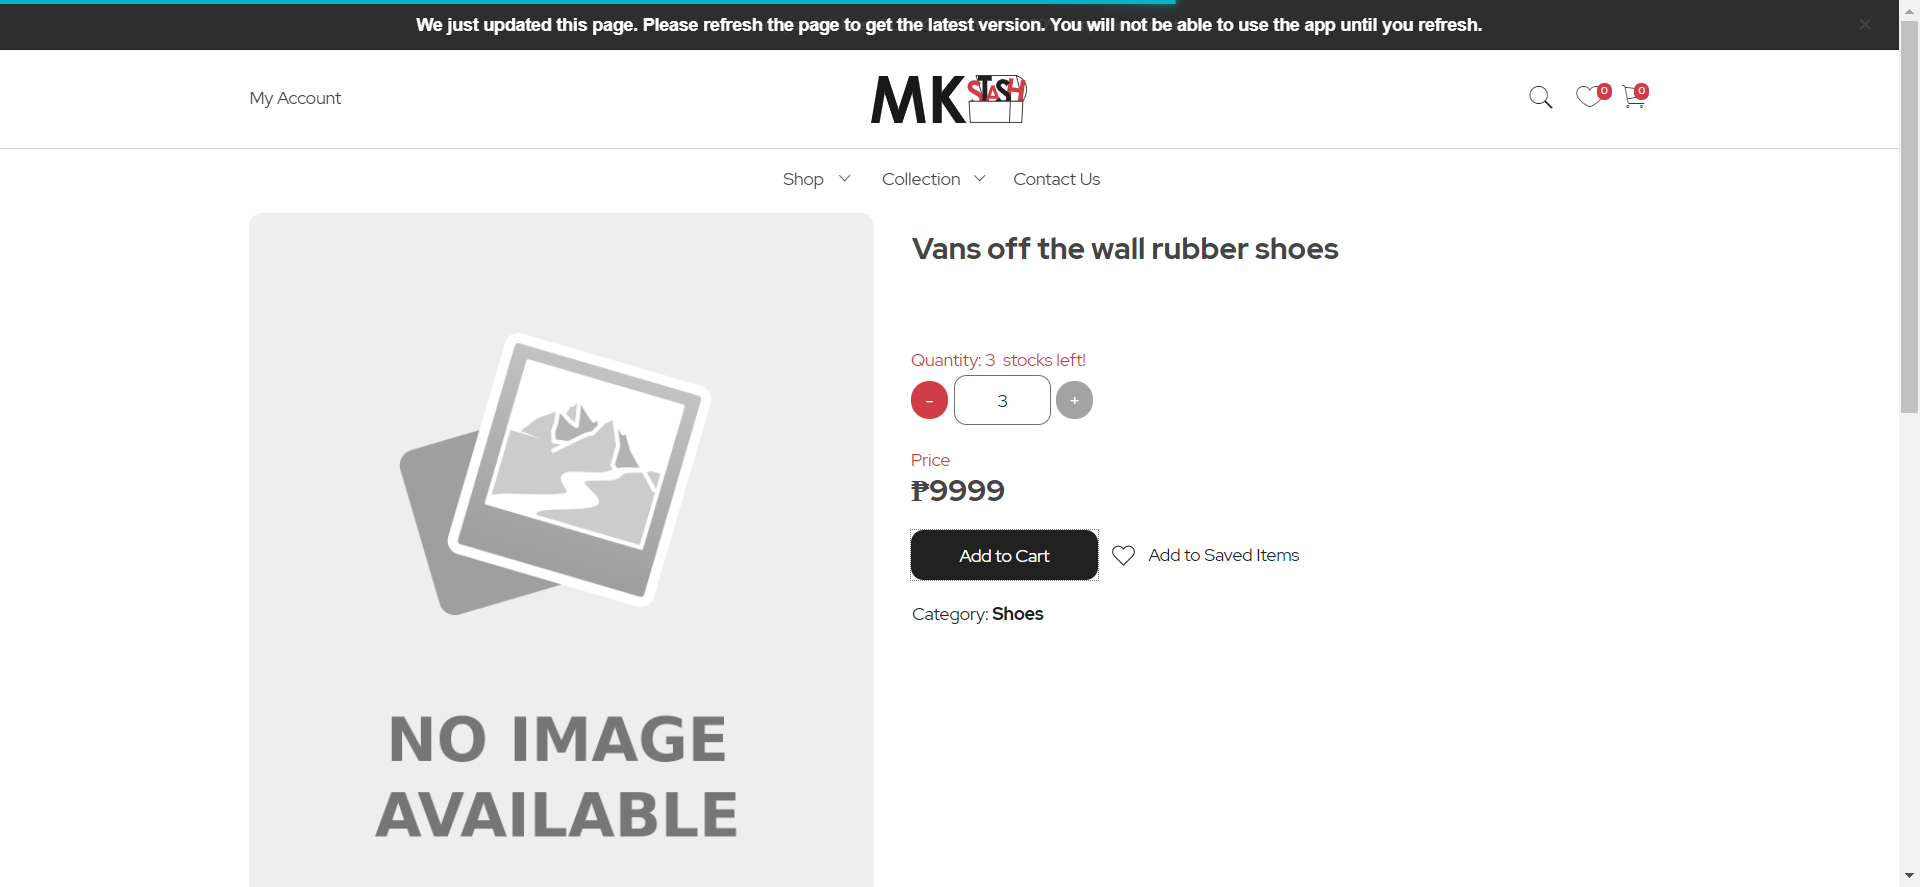 We just updated this page. Please refresh the page to get the latest version. You will not be able to use the app until you refresh.
My Account
MK STASH
0
0
Shop
Collection
Contact Us
Vans off the wall rubber shoes
Quantity: 3 stocks left!
-
3
+
Price
₱9999
Add to Cart
Add to Saved Items
Category: Shoes
NO IMAGE
AVAILABLE